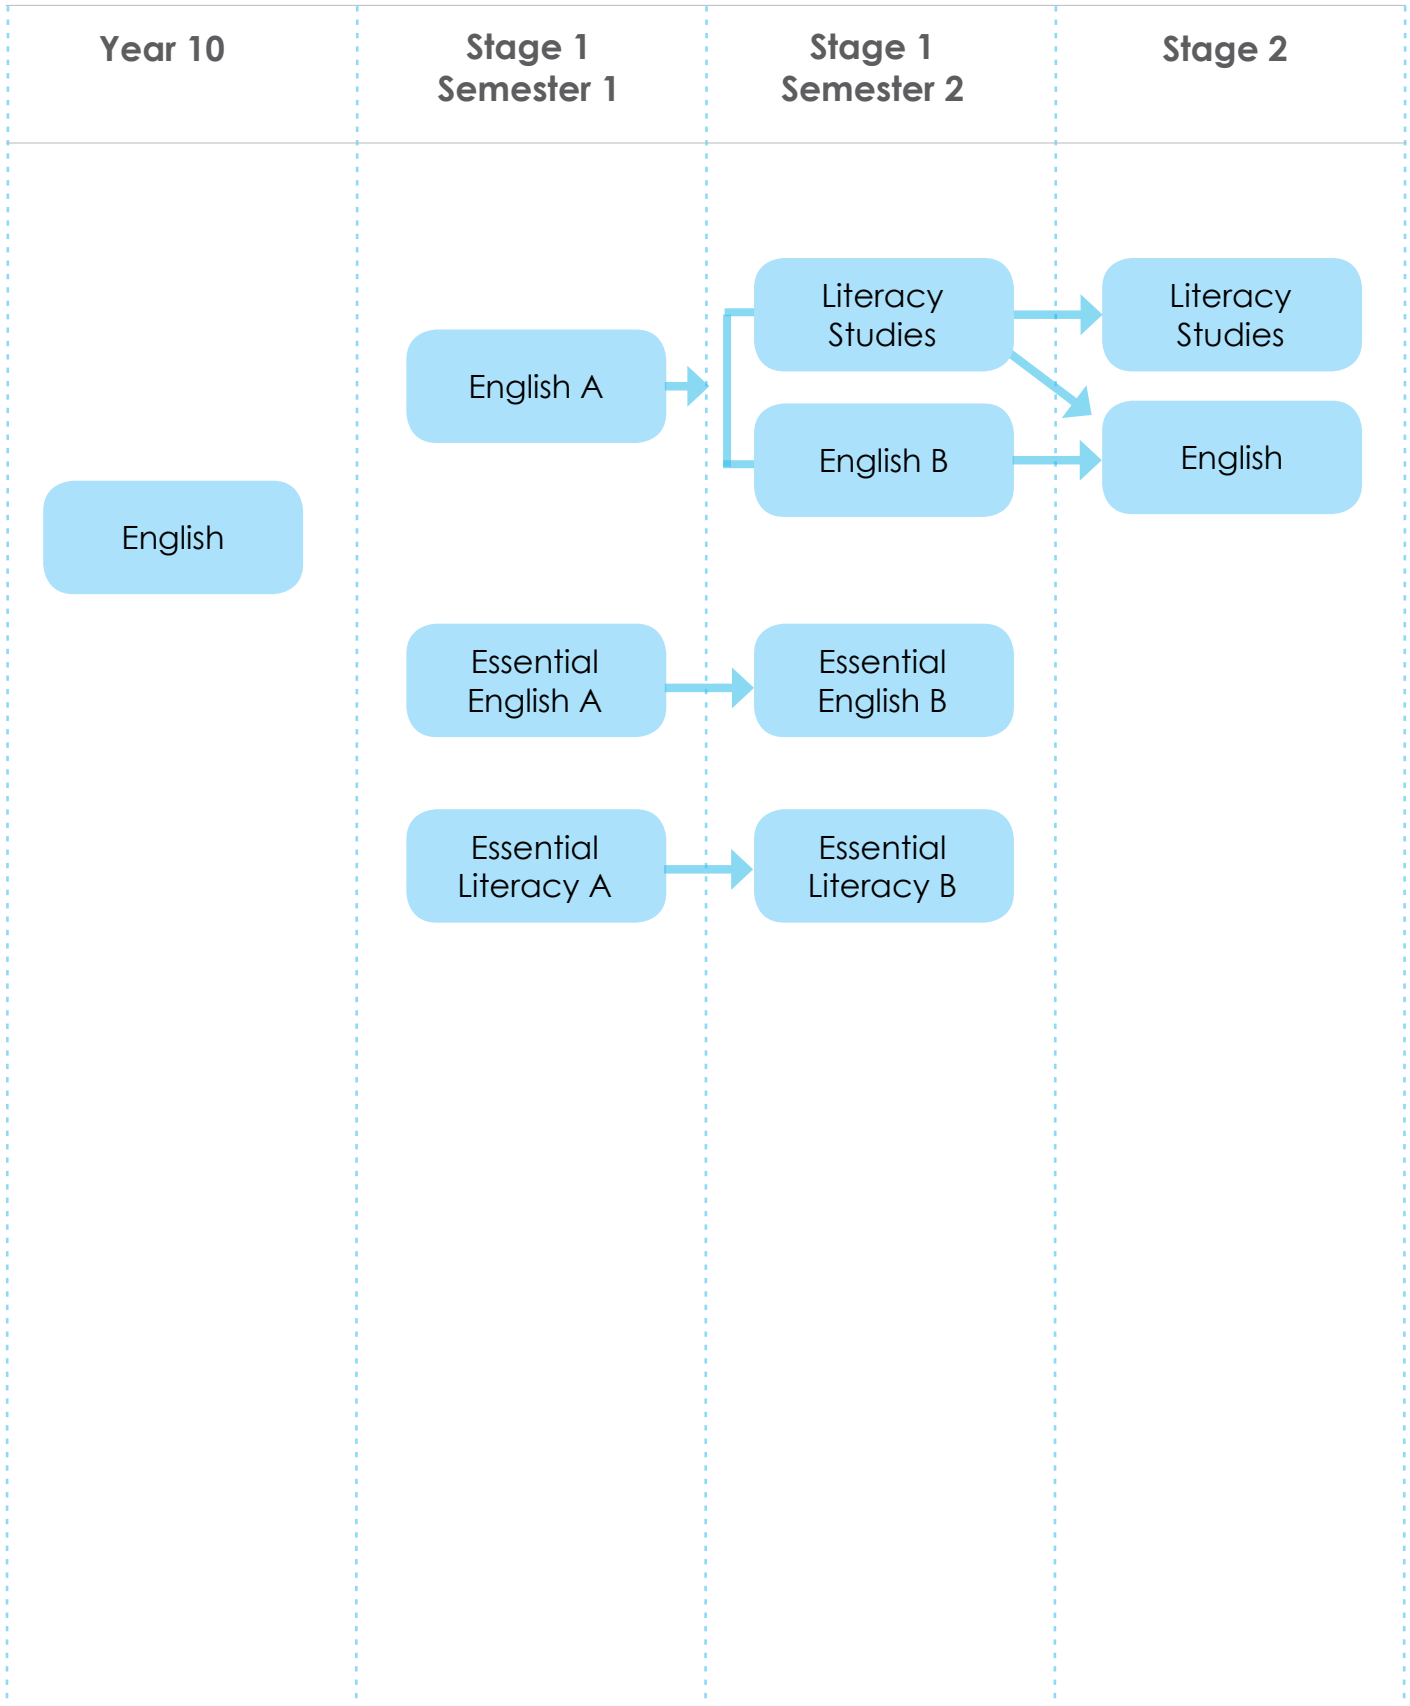 Year 10
Stage 1
Semester 1
Stage 1
Semester 2
Stage 2
Literacy
Studies
Literacy
Studies
English A
English B
English
English
Essential
English A
Essential
English B
Essential
Literacy A
Essential
Literacy B